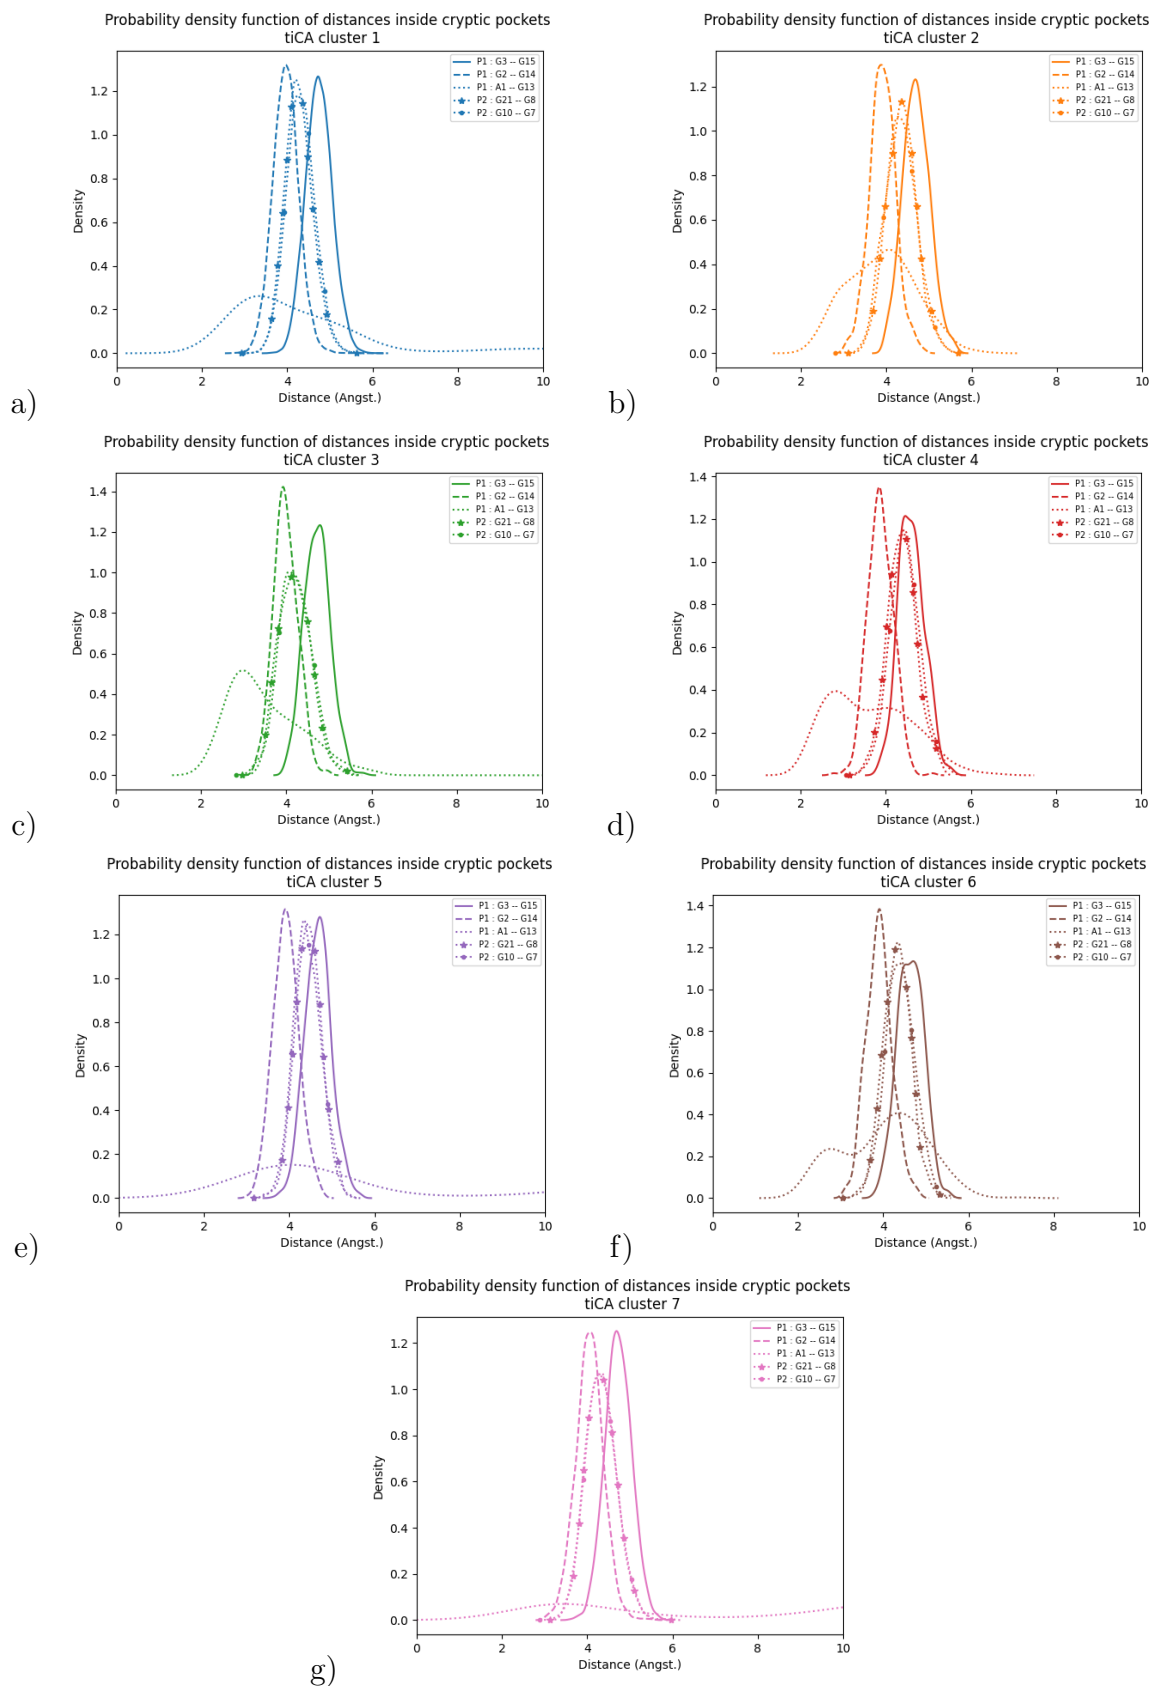 Probability density function of distances inside cryptic pockets
tiCA cluster 1
P1 : G3 -- G15
P1 : G2 -- G14
P1 : A1 -- G13
P2 : G21 -- G8
P2 : G10 -- G7
1.2
1.0
0.8
0.6
0.4
0.2
0.0
Density
0 2 4 6 8 10
Distance (Angst.)
a)
Probability density function of distances inside cryptic pockets
tiCA cluster 2
P1 : G3 -- G15
P1 : G2 -- G14
P1 : A1 -- G13
P2 : G21 -- G8
P2 : G10 -- G7
1.2
1.0
0.8
0.6
0.4
0.2
0.0
Density
0 2 4 6 8 10
Distance (Angst.)
b)
Probability density function of distances inside cryptic pockets
tiCA cluster 3
P1 : G3 -- G15
P1 : G2 -- G14
P1 : A1 -- G13
P2 : G21 -- G8
P2 : G10 -- G7
1.4
1.2
1.0
0.8
0.6
0.4
0.2
0.0
Density
0 2 4 6 8 10
Distance (Angst.)
c)
Probability density function of distances inside cryptic pockets
tiCA cluster 4
P1 : G3 -- G15
P1 : G2 -- G14
P1 : A1 -- G13
P2 : G21 -- G8
P2 : G10 -- G7
1.4
1.2
1.0
0.8
0.6
0.4
0.2
0.0
Density
0 2 4 6 8 10
Distance (Angst.)
d)
Probability density function of distances inside cryptic pockets
tiCA cluster 5
P1 : G3 -- G15
P1 : G2 -- G14
P1 : A1 -- G13
P2 : G21 -- G8
P2 : G10 -- G7
1.2
1.0
0.8
0.6
0.4
0.2
0.0
Density
0 2 4 6 8 10
Distance (Angst.)
e)
Probability density function of distances inside cryptic pockets
tiCA cluster 6
P1 : G3 -- G15
P1 : G2 -- G14
P1 : A1 -- G13
P2 : G21 -- G8
P2 : G10 -- G7
1.4
1.2
1.0
0.8
0.6
0.4
0.2
0.0
Density
0 2 4 6 8 10
Distance (Angst.)
f)
Probability density function of distances inside cryptic pockets
tiCA cluster 7
P1 : G3 -- G15
P1 : G2 -- G14
P1 : A1 -- G13
P2 : G21 -- G8
P2 : G10 -- G7
1.2
1.0
0.8
0.6
0.4
0.2
0.0
Density
0 2 4 6 8 10
Distance (Angst.)
g)